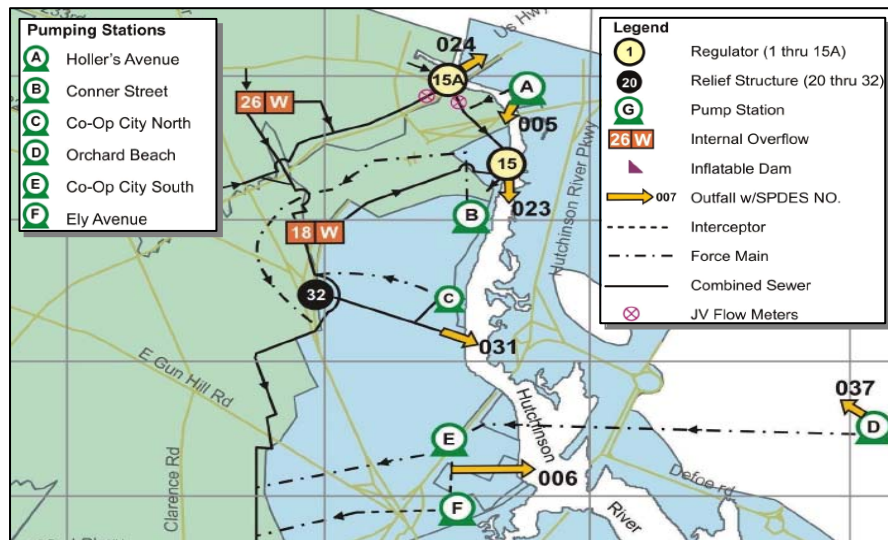 Pumping Stations
A Holler's Avenue
B Conner Street
C Co-Op City North
D Orchard Beach
E Co-Op City South
F Ely Avenue
Legend
1 Regulator (1 thru 15A)
20 Relief Structure (20 thru 32)
G Pump Station
26 W Internal Overflow
Inflatable Dam
007 Outfall w/SPDES NO.
Interceptor
Force Main
Combined Sewer
JV Flow Meters
024
Us Hwy
15A
A
26 W
005
15
Hutchinson River Pkwy
B
023
18 W
32
C
031
E Gun Hill Rd
Hutchinson
037
D
E
Clarence Rd
006
Defoe rd
F
River